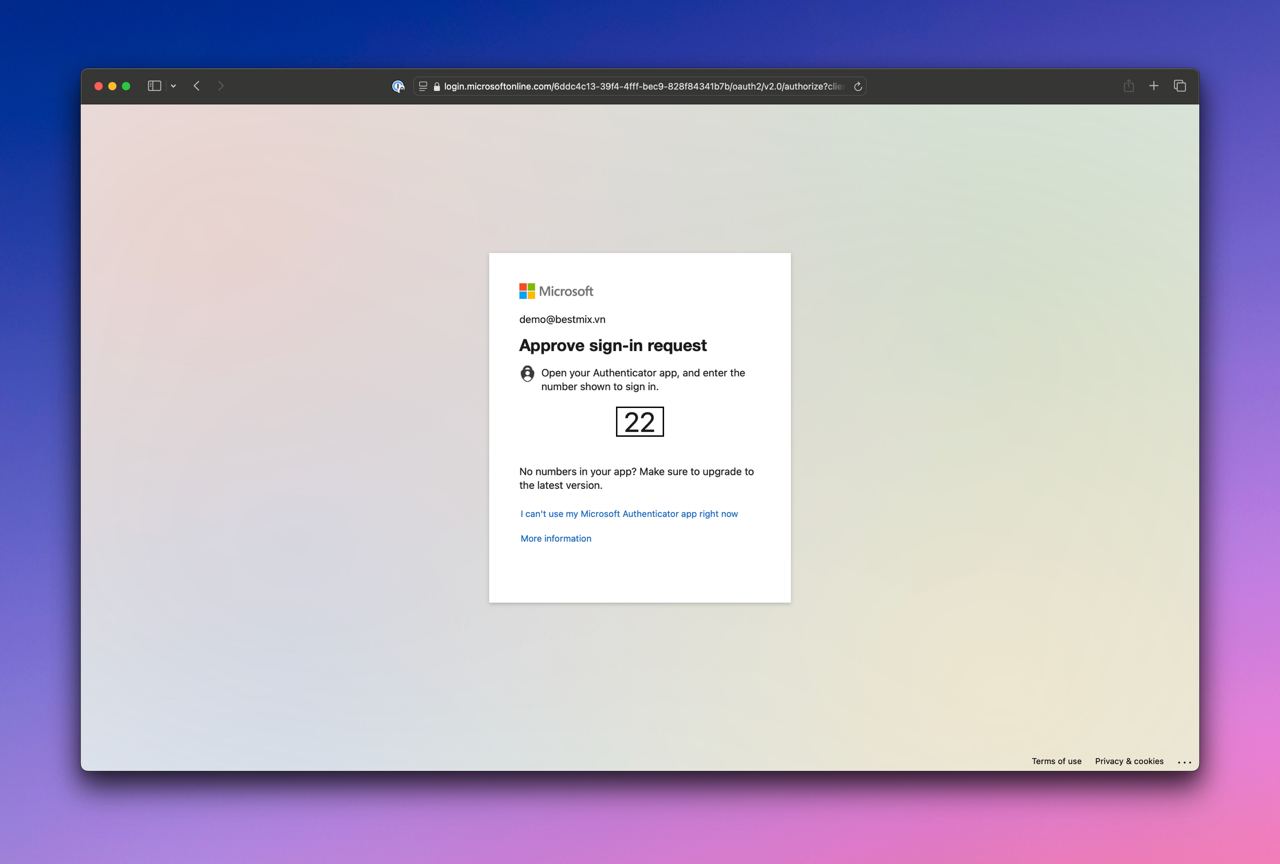 login.microsoftonline.com/6ddc4c13-39f4-4fff-bec9-828f84341b7b/oauth2/v2.0/authorize?clie
Microsoft
demo@bestmix.vn
Approve sign-in request
Open your Authenticator app, and enter the
number shown to sign in.
22
No numbers in your app? Make sure to upgrade to
the latest version.
I can't use my Microsoft Authenticator app right now
More information
Terms of use Privacy & cookies ...